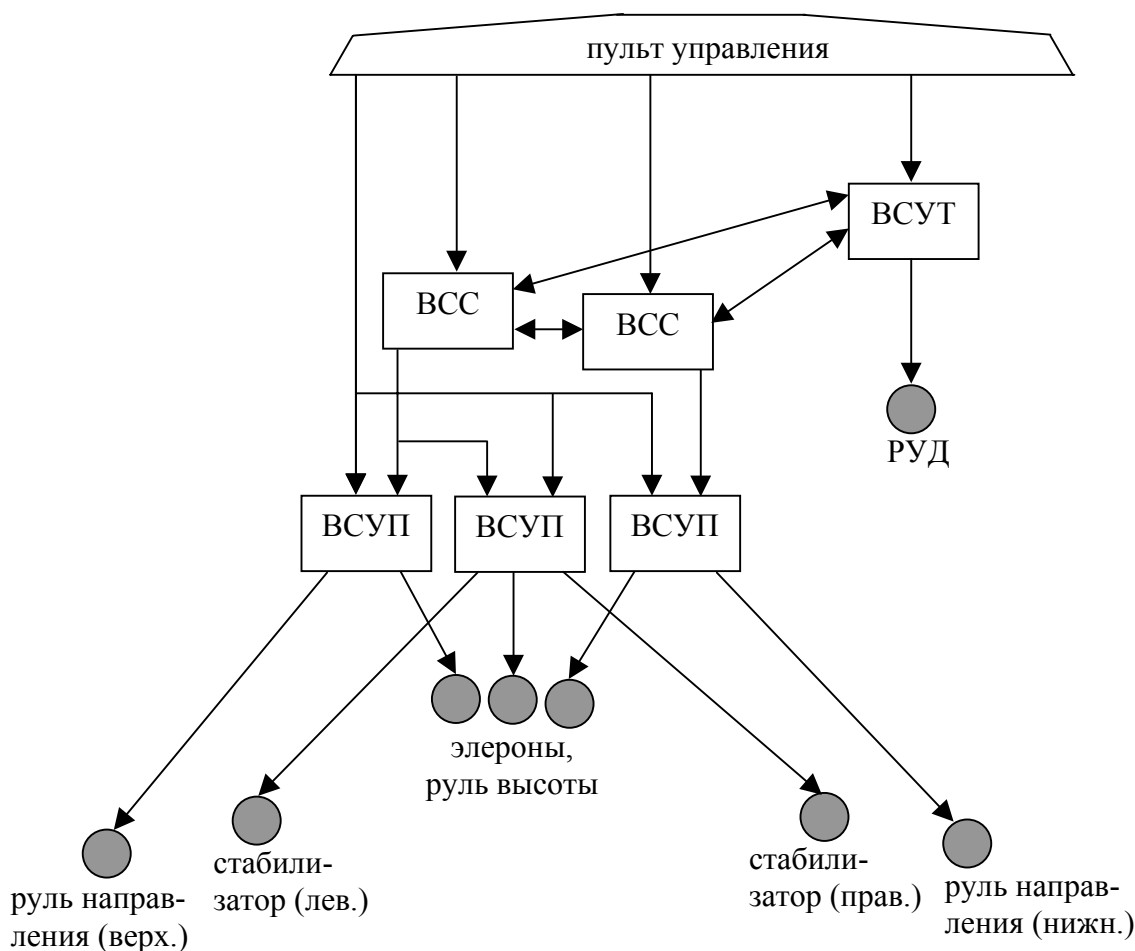 пульт управления
ВСУТ
ВСС
ВСС
РУД
ВСУП
ВСУП
ВСУП
элероны,
руль высоты
стабили-
затор (лев.)
стабили-
затор (прав.)
руль направ-
ления (верх.)
руль направ-
ления (нижн.)